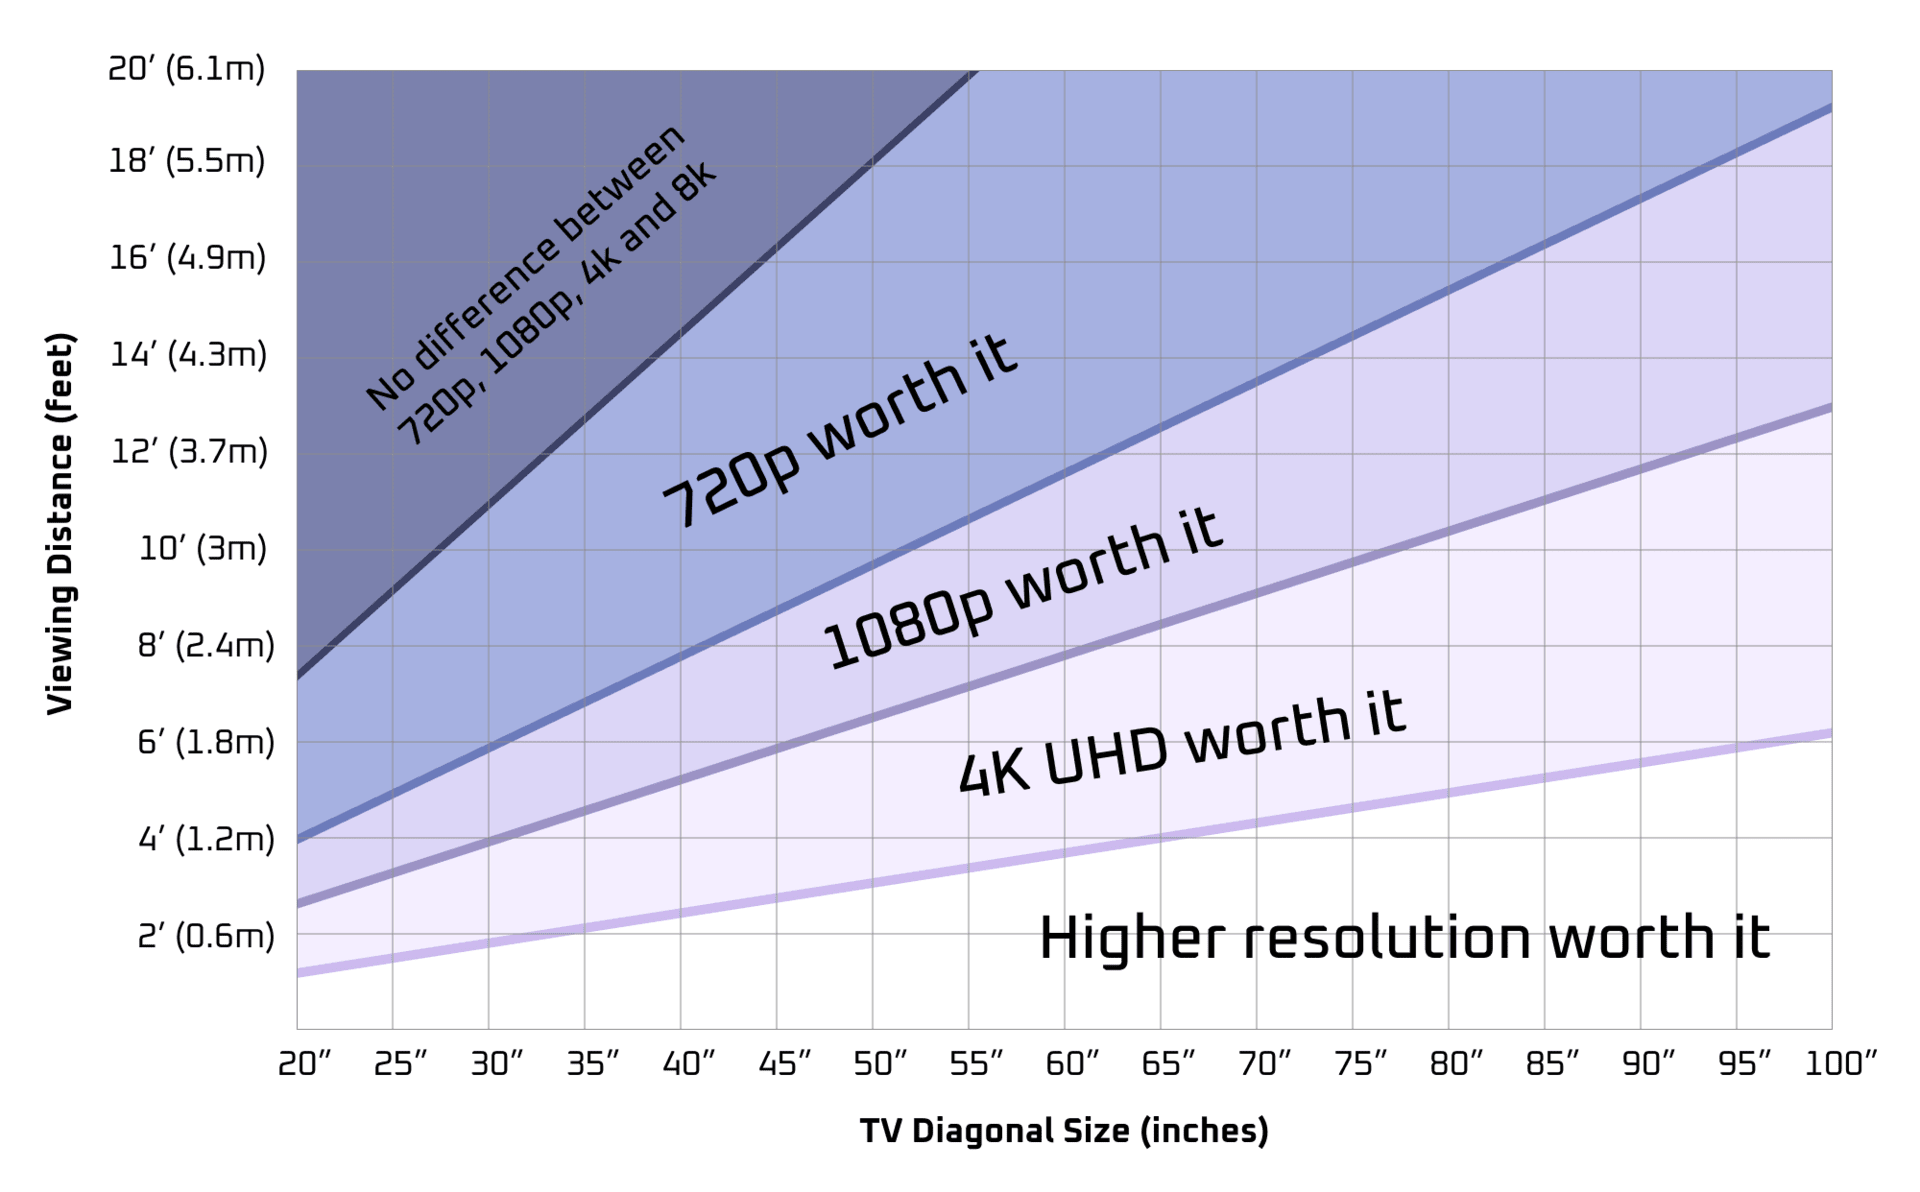 20′ (6.1m)
18′ (5.5m)
16′ (4.9m)
14′ (4.3m)
12′ (3.7m)
10′ (3m)
8′ (2.4m)
6′ (1.8m)
4′ (1.2m)
2′ (0.6m)
Viewing Distance (feet)
No difference between
720p, 1080p, 4k and 8k
720p worth it
1080p worth it
4K UHD worth it
Higher resolution worth it
20″ 25″ 30″ 35″ 40″ 45″ 50″ 55″ 60″ 65″ 70″ 75″ 80″ 85″ 90″ 95″ 100″
TV Diagonal Size (inches)